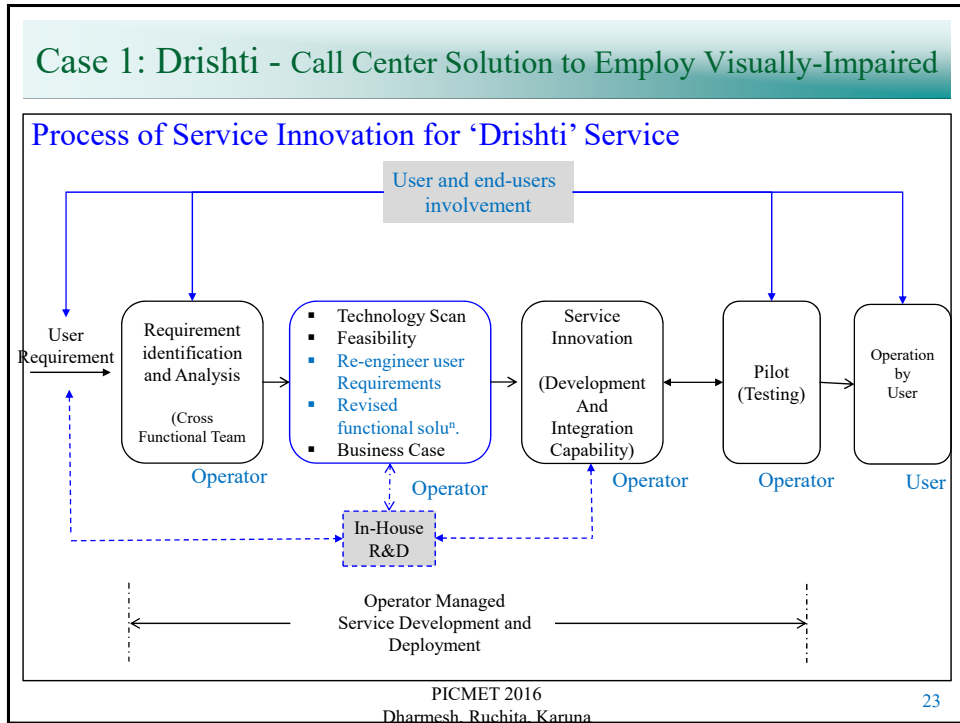 Case 1: Drishti - Call Center Solution to Employ Visually-Impaired
Process of Service Innovation for ‘Drishti’ Service
User and end-users
involvement
User
Requirement
Requirement
identification
and Analysis
(Cross
Functional Team
Operator
▪ Technology Scan
▪ Feasibility
▪ Re-engineer user
Requirements
▪ Revised
functional soluⁿ.
▪ Business Case
Operator
Service
Innovation
(Development
And
Integration
Capability)
Operator
Pilot
(Testing)
Operator
Operation
by
User
User
In-House
R&D
Operator Managed
Service Development and
Deployment
PICMET 2016
Dharmesh, Ruchita, Karuna
23